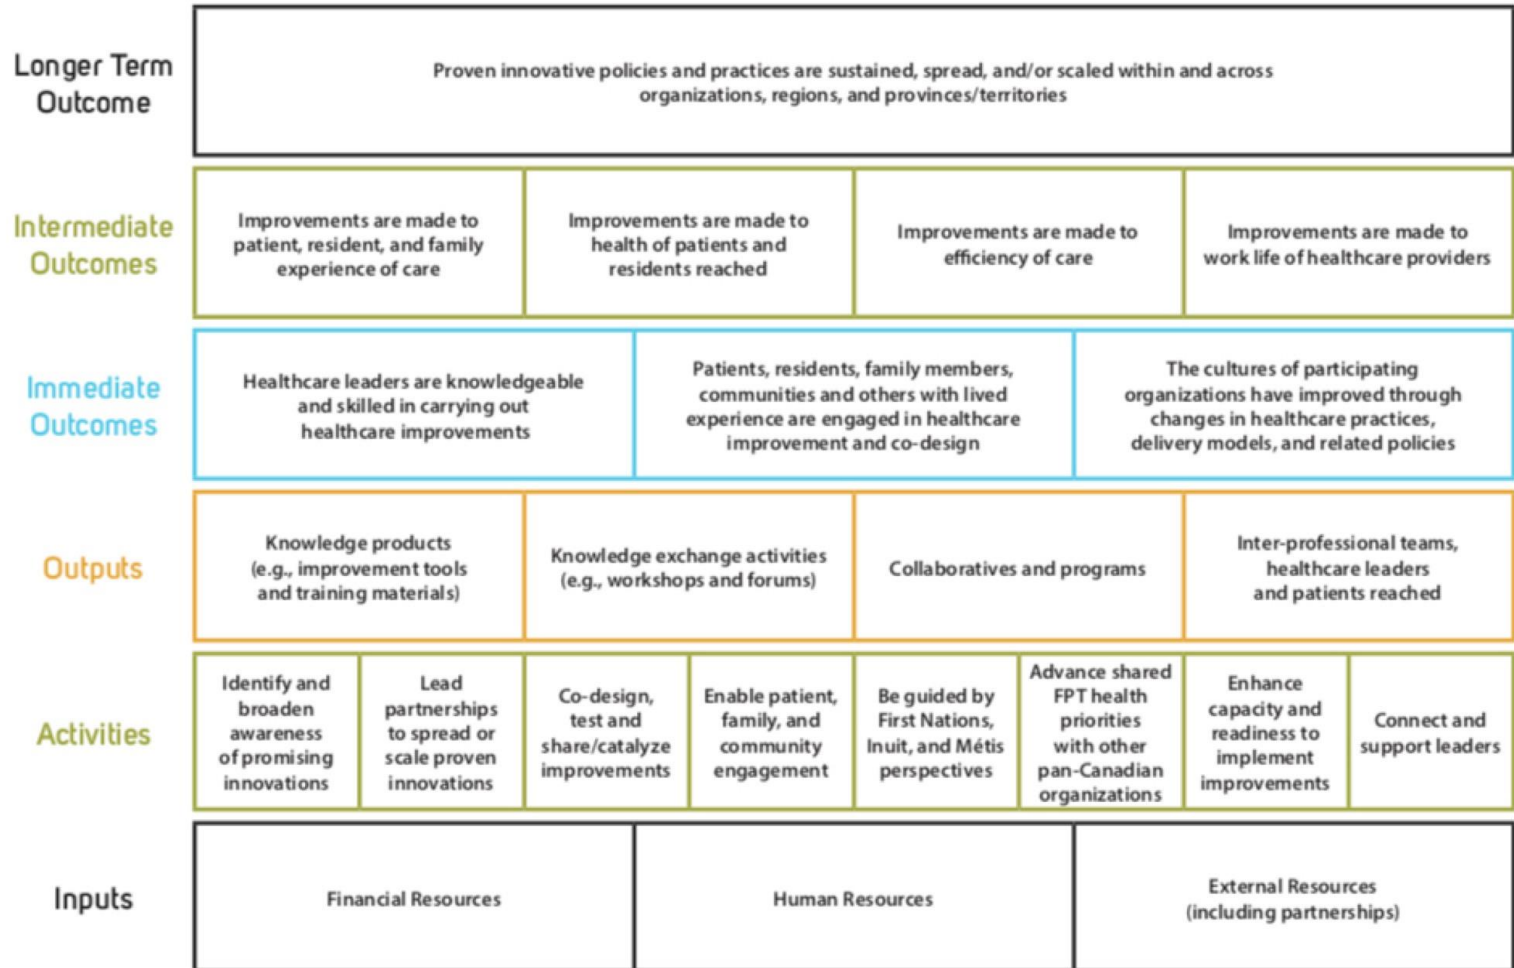 Longer Term
Outcome
Proven innovative policies and practices are sustained, spread, and/or scaled within and across
organizations, regions, and provinces/territories
Intermediate
Outcomes
Improvements are made to
patient, resident, and family
experience of care
Improvements are made to
health of patients and
residents reached
Improvements are made to
efficiency of care
Improvements are made to
work life of healthcare providers
Immediate
Outcomes
Healthcare leaders are knowledgeable
and skilled in carrying out
healthcare improvements
Patients, residents, family members,
communities and others with lived
experience are engaged in healthcare
improvement and co-design
The cultures of participating
organizations have improved through
changes in healthcare practices,
delivery models, and related policies
Outputs
Knowledge products
(e.g., improvement tools
and training materials)
Knowledge exchange activities
(e.g., workshops and forums)
Collaboratives and programs
Inter-professional teams,
healthcare leaders
and patients reached
Activities
Identify and
broaden
awareness
of promising
innovations
Lead
partnerships
to spread or
scale proven
innovations
Co-design,
test and
share/catalyze
improvements
Enable patient,
family, and
community
engagement
Be guided by
First Nations,
Inuit, and Métis
perspectives
Advance shared
FPT health
priorities
with other
pan-Canadian
organizations
Enhance
capacity and
readiness to
implement
improvements
Connect and
support leaders
Inputs
Financial Resources
Human Resources
External Resources
(including partnerships)